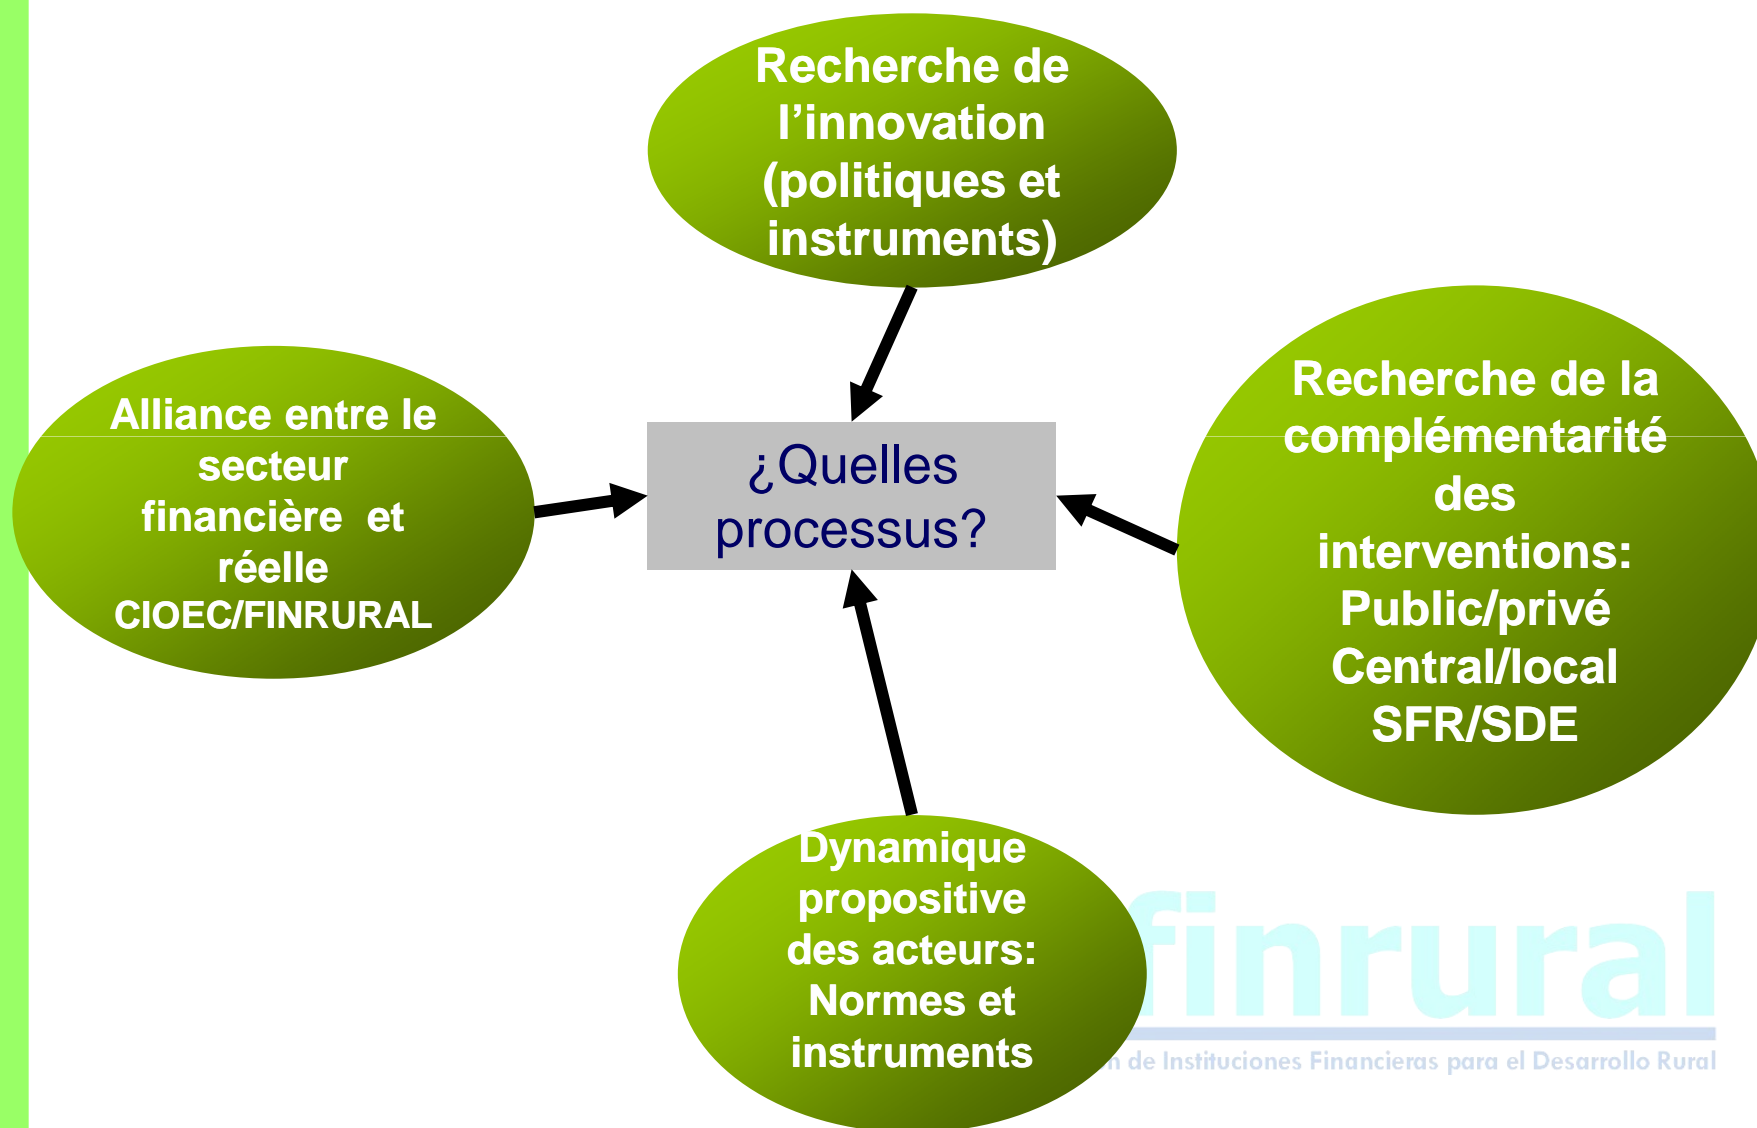 Recherche de
l’innovation
(politiques et
instruments)
Alliance entre le
secteur
financière et
réelle
CIOEC/FINRURAL
¿Quelles
processus?
Recherche de la
complémentarité
des
interventions:
Public/privé
Central/local
SFR/SDE
Dynamique
propositive
des acteurs:
Normes et
instruments
finrural
de Instituciones Financieras para el Desarrollo Rural